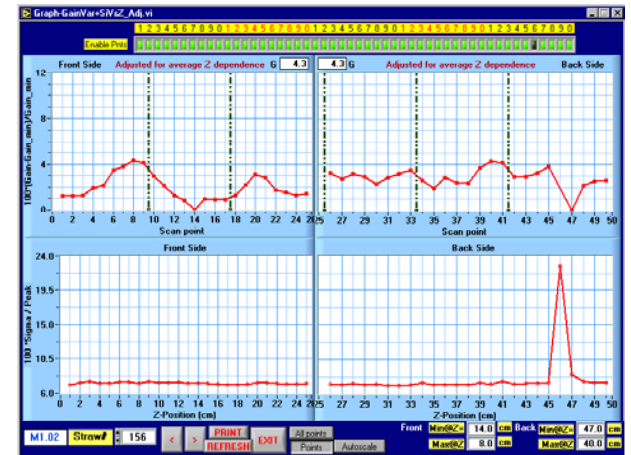 Graph-GainVar+SiVsZ_Adj.vi
1 2 3 4 5 6 7 8 9 0 1 2 3 4 5 6 7 8 9 0 1 2 3 4 5 6 7 8 9 0 1 2 3 4 5 6 7 8 9 0 1 2 3 4 5 6 7 8 9 0
Enable Pnts
Front Side Adjusted for average Z dependence G 4.3
4.3 G Adjusted for average Z dependence Back Side
100*(Gain-Gain_min)/Gain_min
12
8
4
0
0 2 4 6 8 10 12 14 16 18 20 22 24
25 27 29 31 33 35 37 39 41 43 45 47 49 50
Scan point
Scan point
Front Side
Back Side
100 *Sigma / Peak
24.0
19.5
15.0
10.5
6.0
0 2 4 6 8 10 12 14 16 18 20 22 24
25 27 29 31 33 35 37 39 41 43 45 47 49 50
Z-Position (cm)
Z-Position (cm)
M1.02 Straw# 156 < > PRINT REFRESH EXIT All points Points Autoscale
Front Min@Z= 14.0 cm Back Min@Z= 47.0 cm
Max@Z 8.0 cm Max@Z 40.0 cm